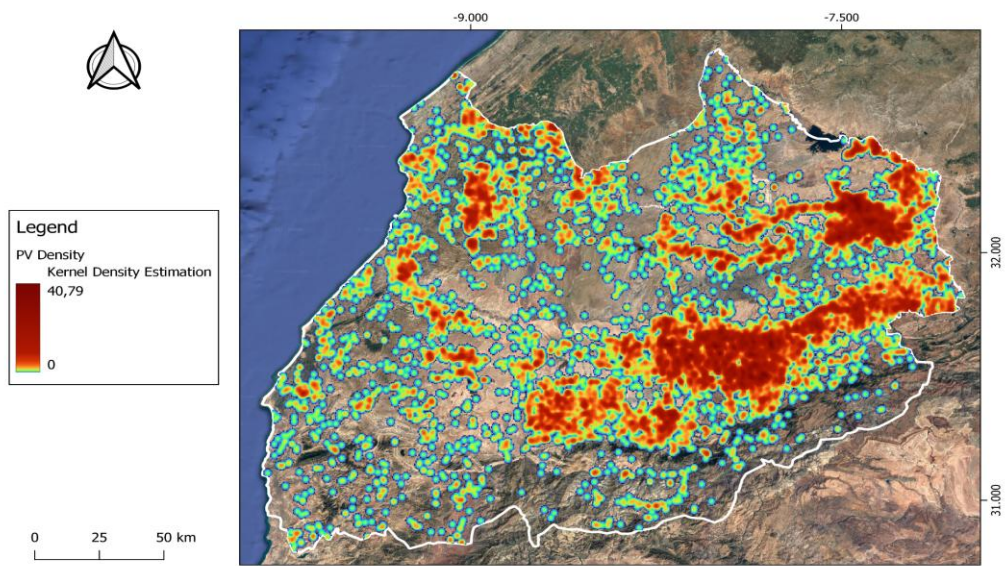 -9.000
-7.500
Legend
PV Density
Kernel Density Estimation
40,79
0
32.000
31.000
0 25 50 km